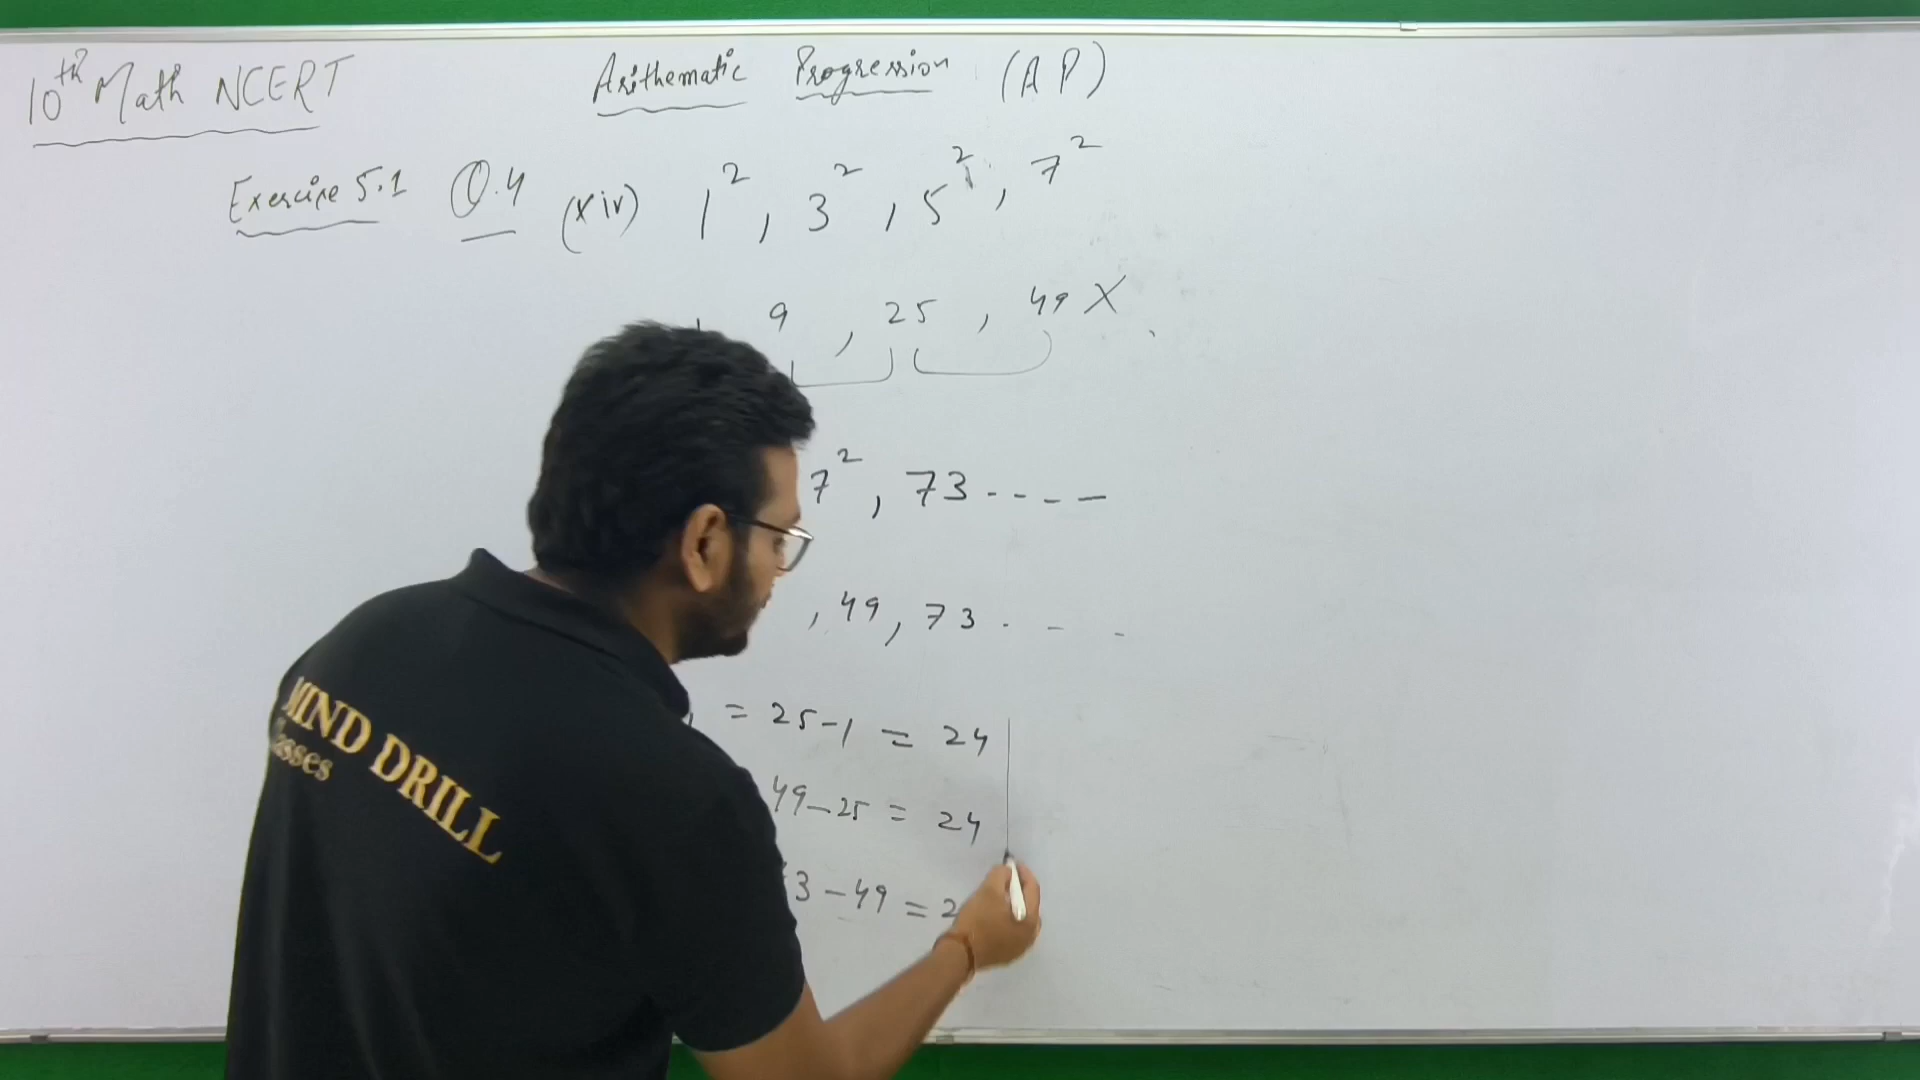 10th Math NCERT
Arithematic Progression (AP)
Exercise 5.1 Q.4 (xiv) 1², 3², 5², 7²
9, 25, 49 X
7², 73 - - - -
, 49, 73 - - -
= 25-1 = 24
49-25 = 24
3-49 = 2
MIND DRILL